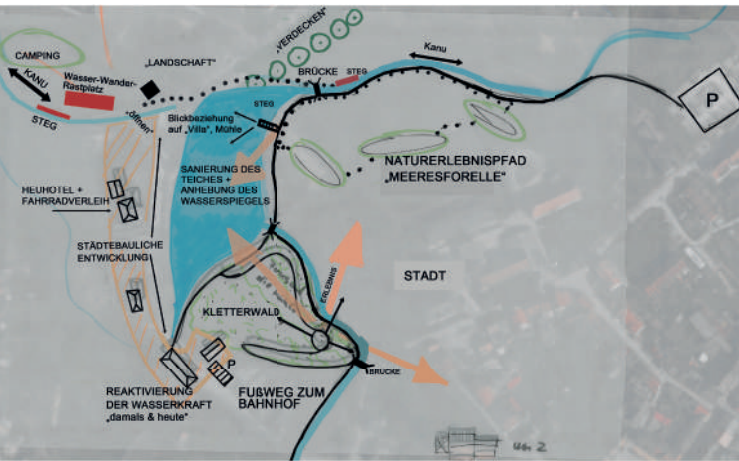 „VERDECKEN"
CAMPING
Kanu
„LANDSCHAFT"
BRÜCKE
STEG
KANU
Wasser-Wander-
Rastplatz
P
STEG
„öffnen"
STEG
Blickbeziehung
auf „Villa", Mühle
NATURERLEBNISPFAD
„MEERESFORELLE"
SANIERUNG DES
TEICHES +
ANHEBUNG DES
WASSERSPIEGELS
HEUHOTEL +
FAHRRADVERLEIH
STÄDTEBAULICHE
ENTWICKLUNG
STADT
ERLEBNIS
KLETTERWALD
P
BRÜCKE
REAKTIVIERUNG
DER WASSERKRAFT
„damals & heute"
FUßWEG ZUM
BAHNHOF